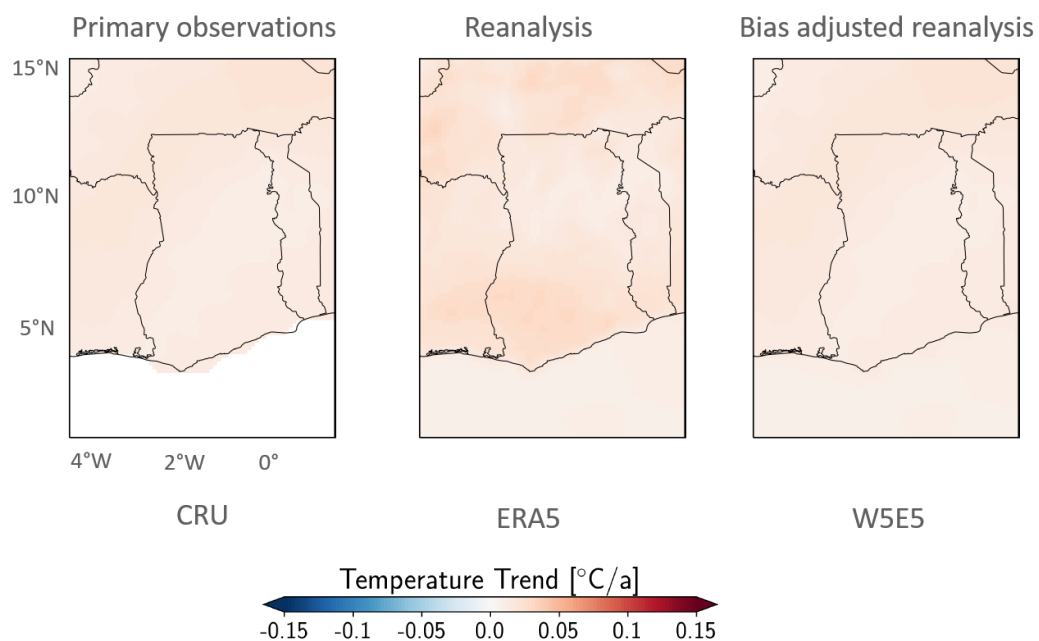 Primary observations
Reanalysis
Bias adjusted reanalysis
15°N
10°N
5°N
4°W 2°W 0°
CRU
ERA5
W5E5
Temperature Trend [°C/a]
-0.15 -0.1 -0.05 0.0 0.05 0.1 0.15